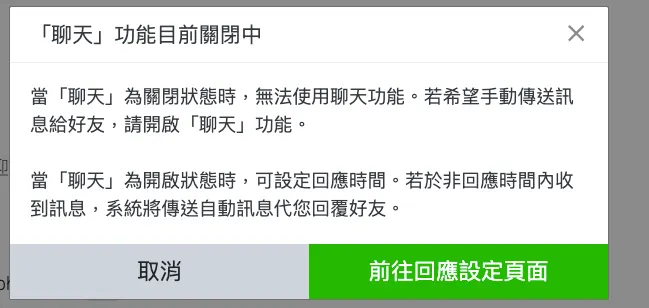 「聊天」功能目前關閉中
當「聊天」為關閉狀態時，無法使用聊天功能。若希望手動傳送訊
息給好友，請開啟「聊天」功能。
當「聊天」為開啟狀態時，可設定回應時間。若於非回應時間內收
到訊息，系統將傳送自動訊息代您回覆好友。
取消
前往回應設定頁面